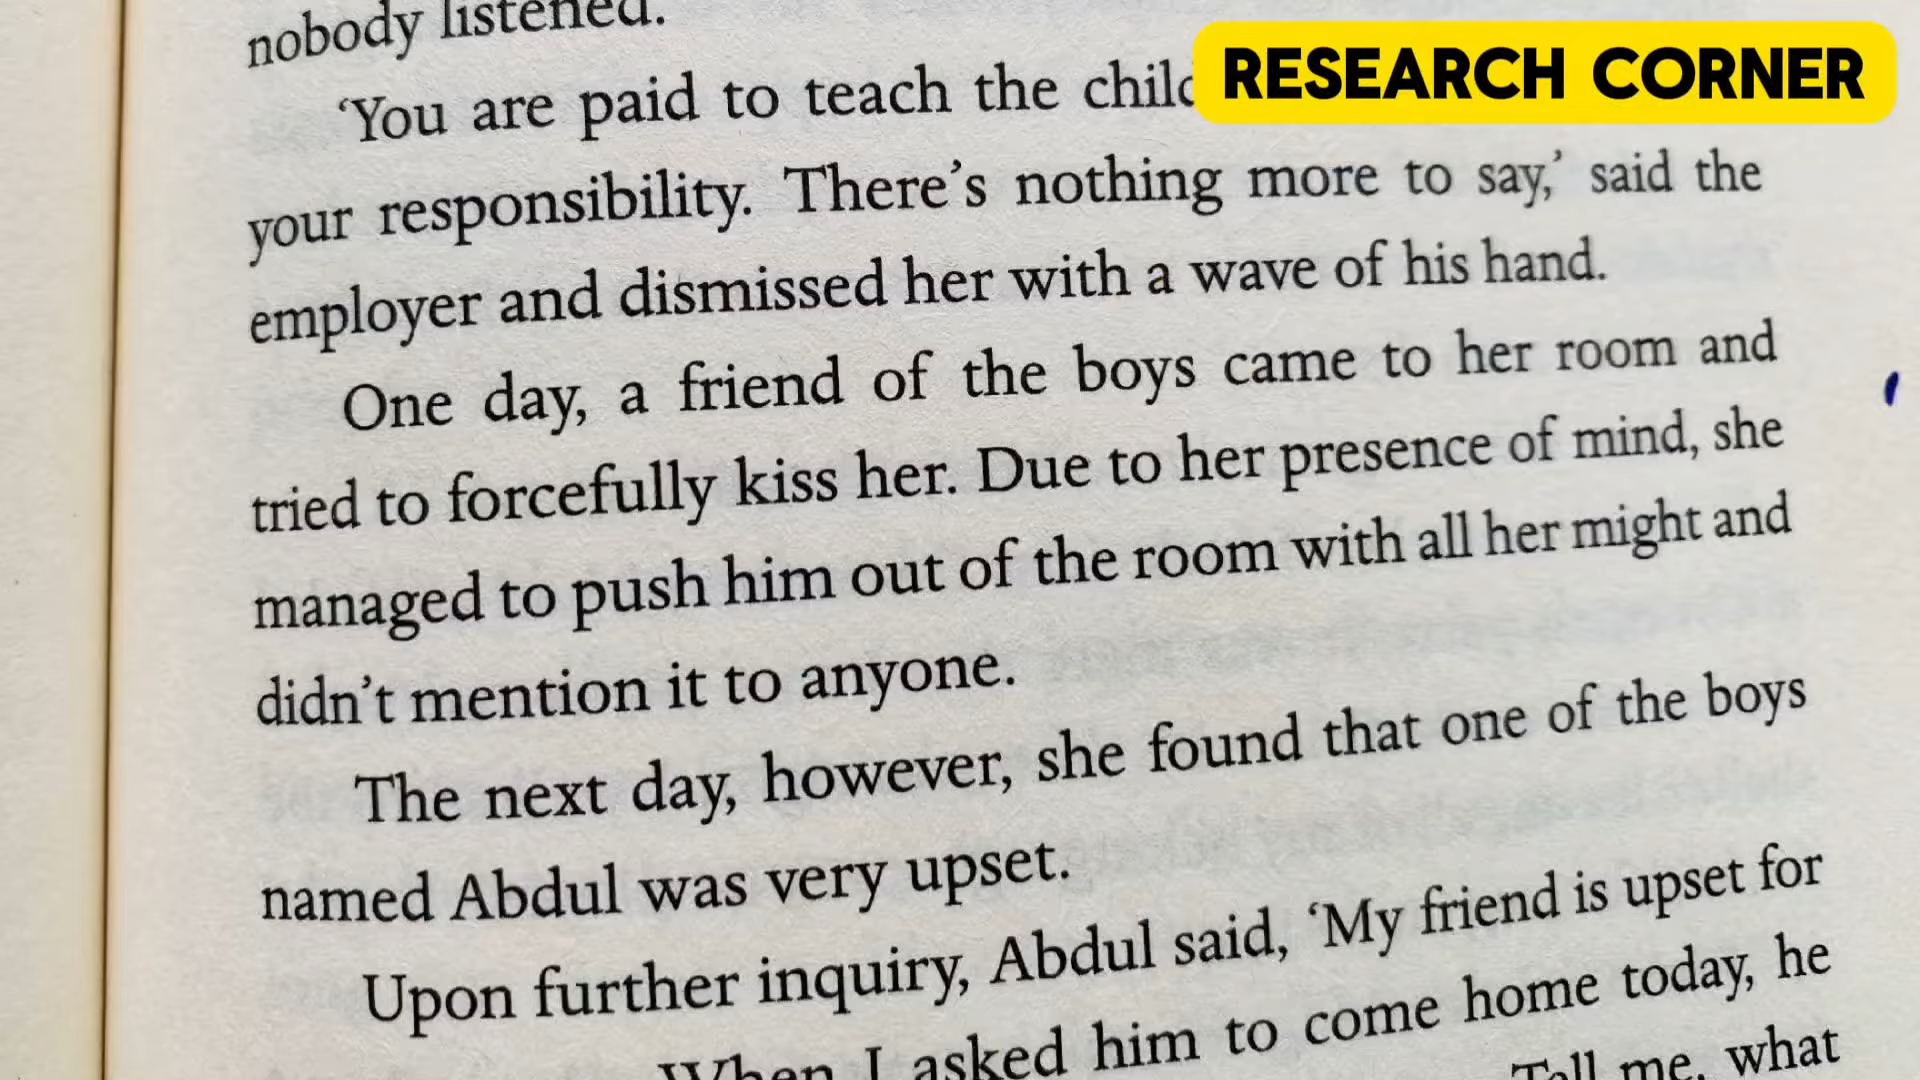 nobody listened.
RESEARCH CORNER
‘You are paid to teach the
your responsibility. There’s nothing more to say,’ said the
employer and dismissed her with a wave of his hand.
One day, a friend of the boys came to her room and
tried to forcefully kiss her. Due to her presence of mind, she
managed to push him out of the room with all her might and
didn’t mention it to anyone.
The next day, however, she found that one of the boys
named Abdul was very upset.
Upon further inquiry, Abdul said, ‘My friend is upset for
When I asked him to come home today, he
Tell me, what